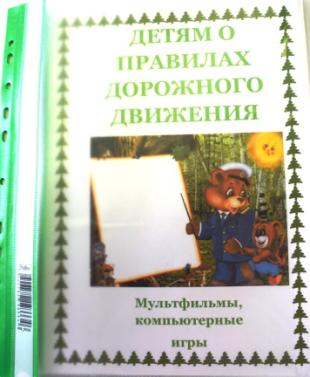 ДЕТЯМ О
ПРАВИЛАХ
ДОРОЖНОГО
ДВИЖЕНИЯ
Мультфильмы,
компьютерные
игры